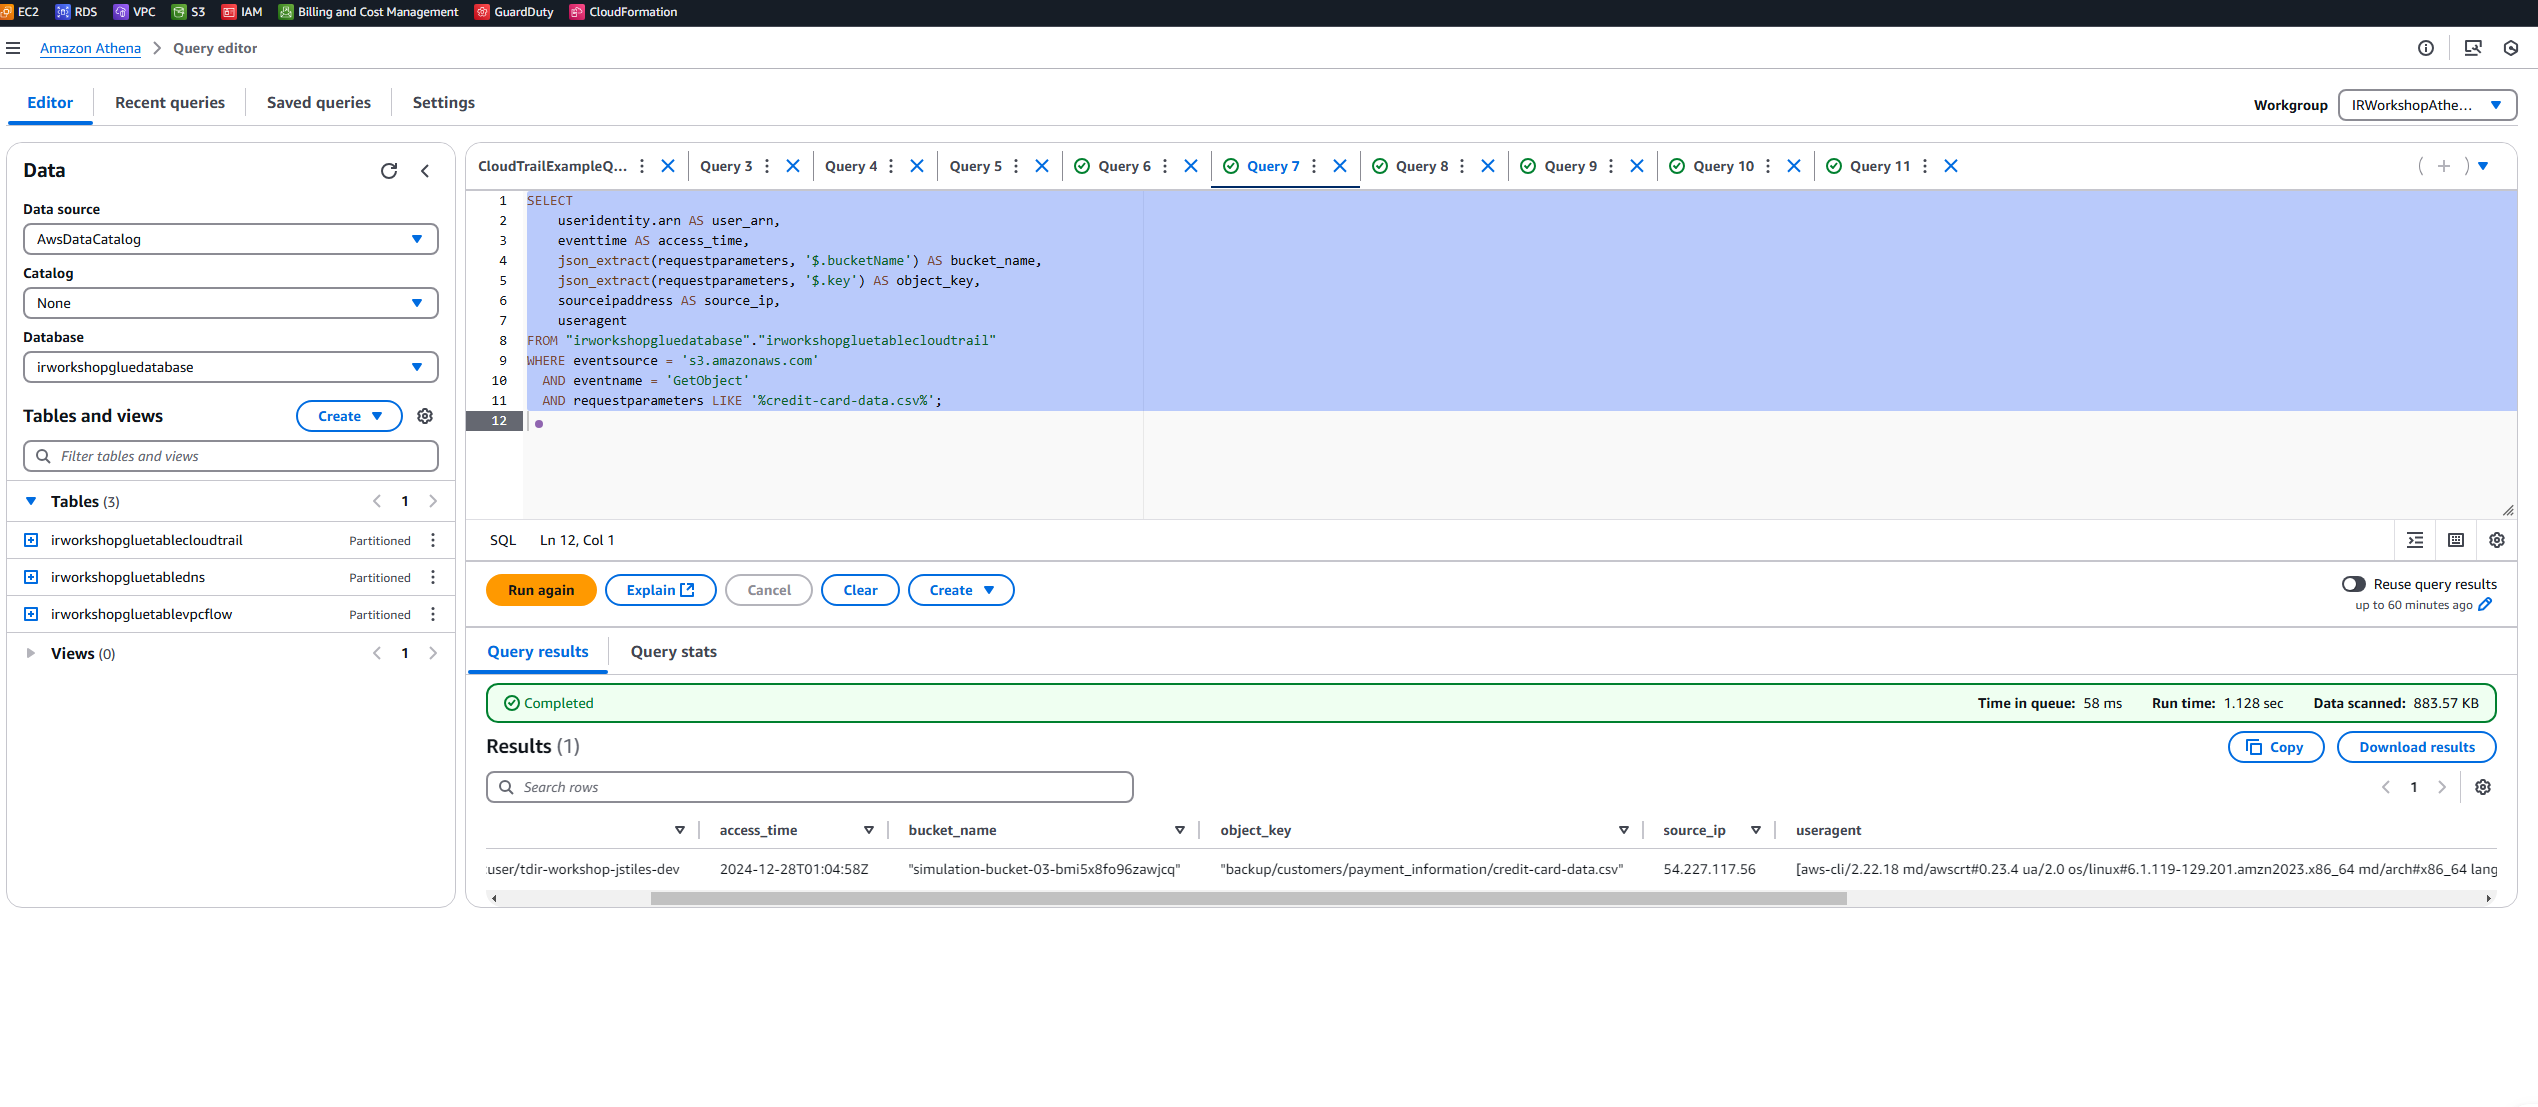 EC2 RDS VPC S3 IAM Billing and Cost Management GuardDuty CloudFormation
Amazon Athena Query editor
Editor Recent queries Saved queries Settings
Workgroup IRWorkshopAthe...
Data
Data source
AwsDataCatalog
Catalog
None
Database
irworkshopgluedatabase
Tables and views Create
Filter tables and views
Tables (3) 1
irworkshopgluetablecloudtrail Partitioned
irworkshopgluetabledns Partitioned
irworkshopgluetablevpcflow Partitioned
Views (0) 1
CloudTrailExampleQ... Query 3 Query 4 Query 5 Query 6 Query 7 Query 8 Query 9 Query 10 Query 11
1 SELECT
2 useridentity.arn AS user_arn,
3 eventtime AS access_time,
4 json_extract(requestparameters, '$.bucketName') AS bucket_name,
5 json_extract(requestparameters, '$.key') AS object_key,
6 sourceipaddress AS source_ip,
7 useragent
8 FROM "irworkshopgluedatabase"."irworkshopgluetablecloudtrail"
9 WHERE eventsource = 's3.amazonaws.com'
10 AND eventname = 'GetObject'
11 AND requestparameters LIKE '%credit-card-data.csv%';
12
SQL Ln 12, Col 1
Run again Explain Cancel Clear Create
Reuse query results
up to 60 minutes ago
Query results Query stats
Completed Time in queue: 58 ms Run time: 1.128 sec Data scanned: 883.57 KB
Results (1) Copy Download results
Search rows 1
access_time bucket_name object_key source_ip useragent
:user/tdir-workshop-jstiles-dev 2024-12-28T01:04:58Z "simulation-bucket-03-bmi5x8fo96zawjcq" "backup/customers/payment_information/credit-card-data.csv" 54.227.117.56 [aws-cli/2.22.18 md/awscrt#0.23.4 ua/2.0 os/linux#6.1.119-129.201.amzn2023.x86_64 md/arch#x86_64 lang